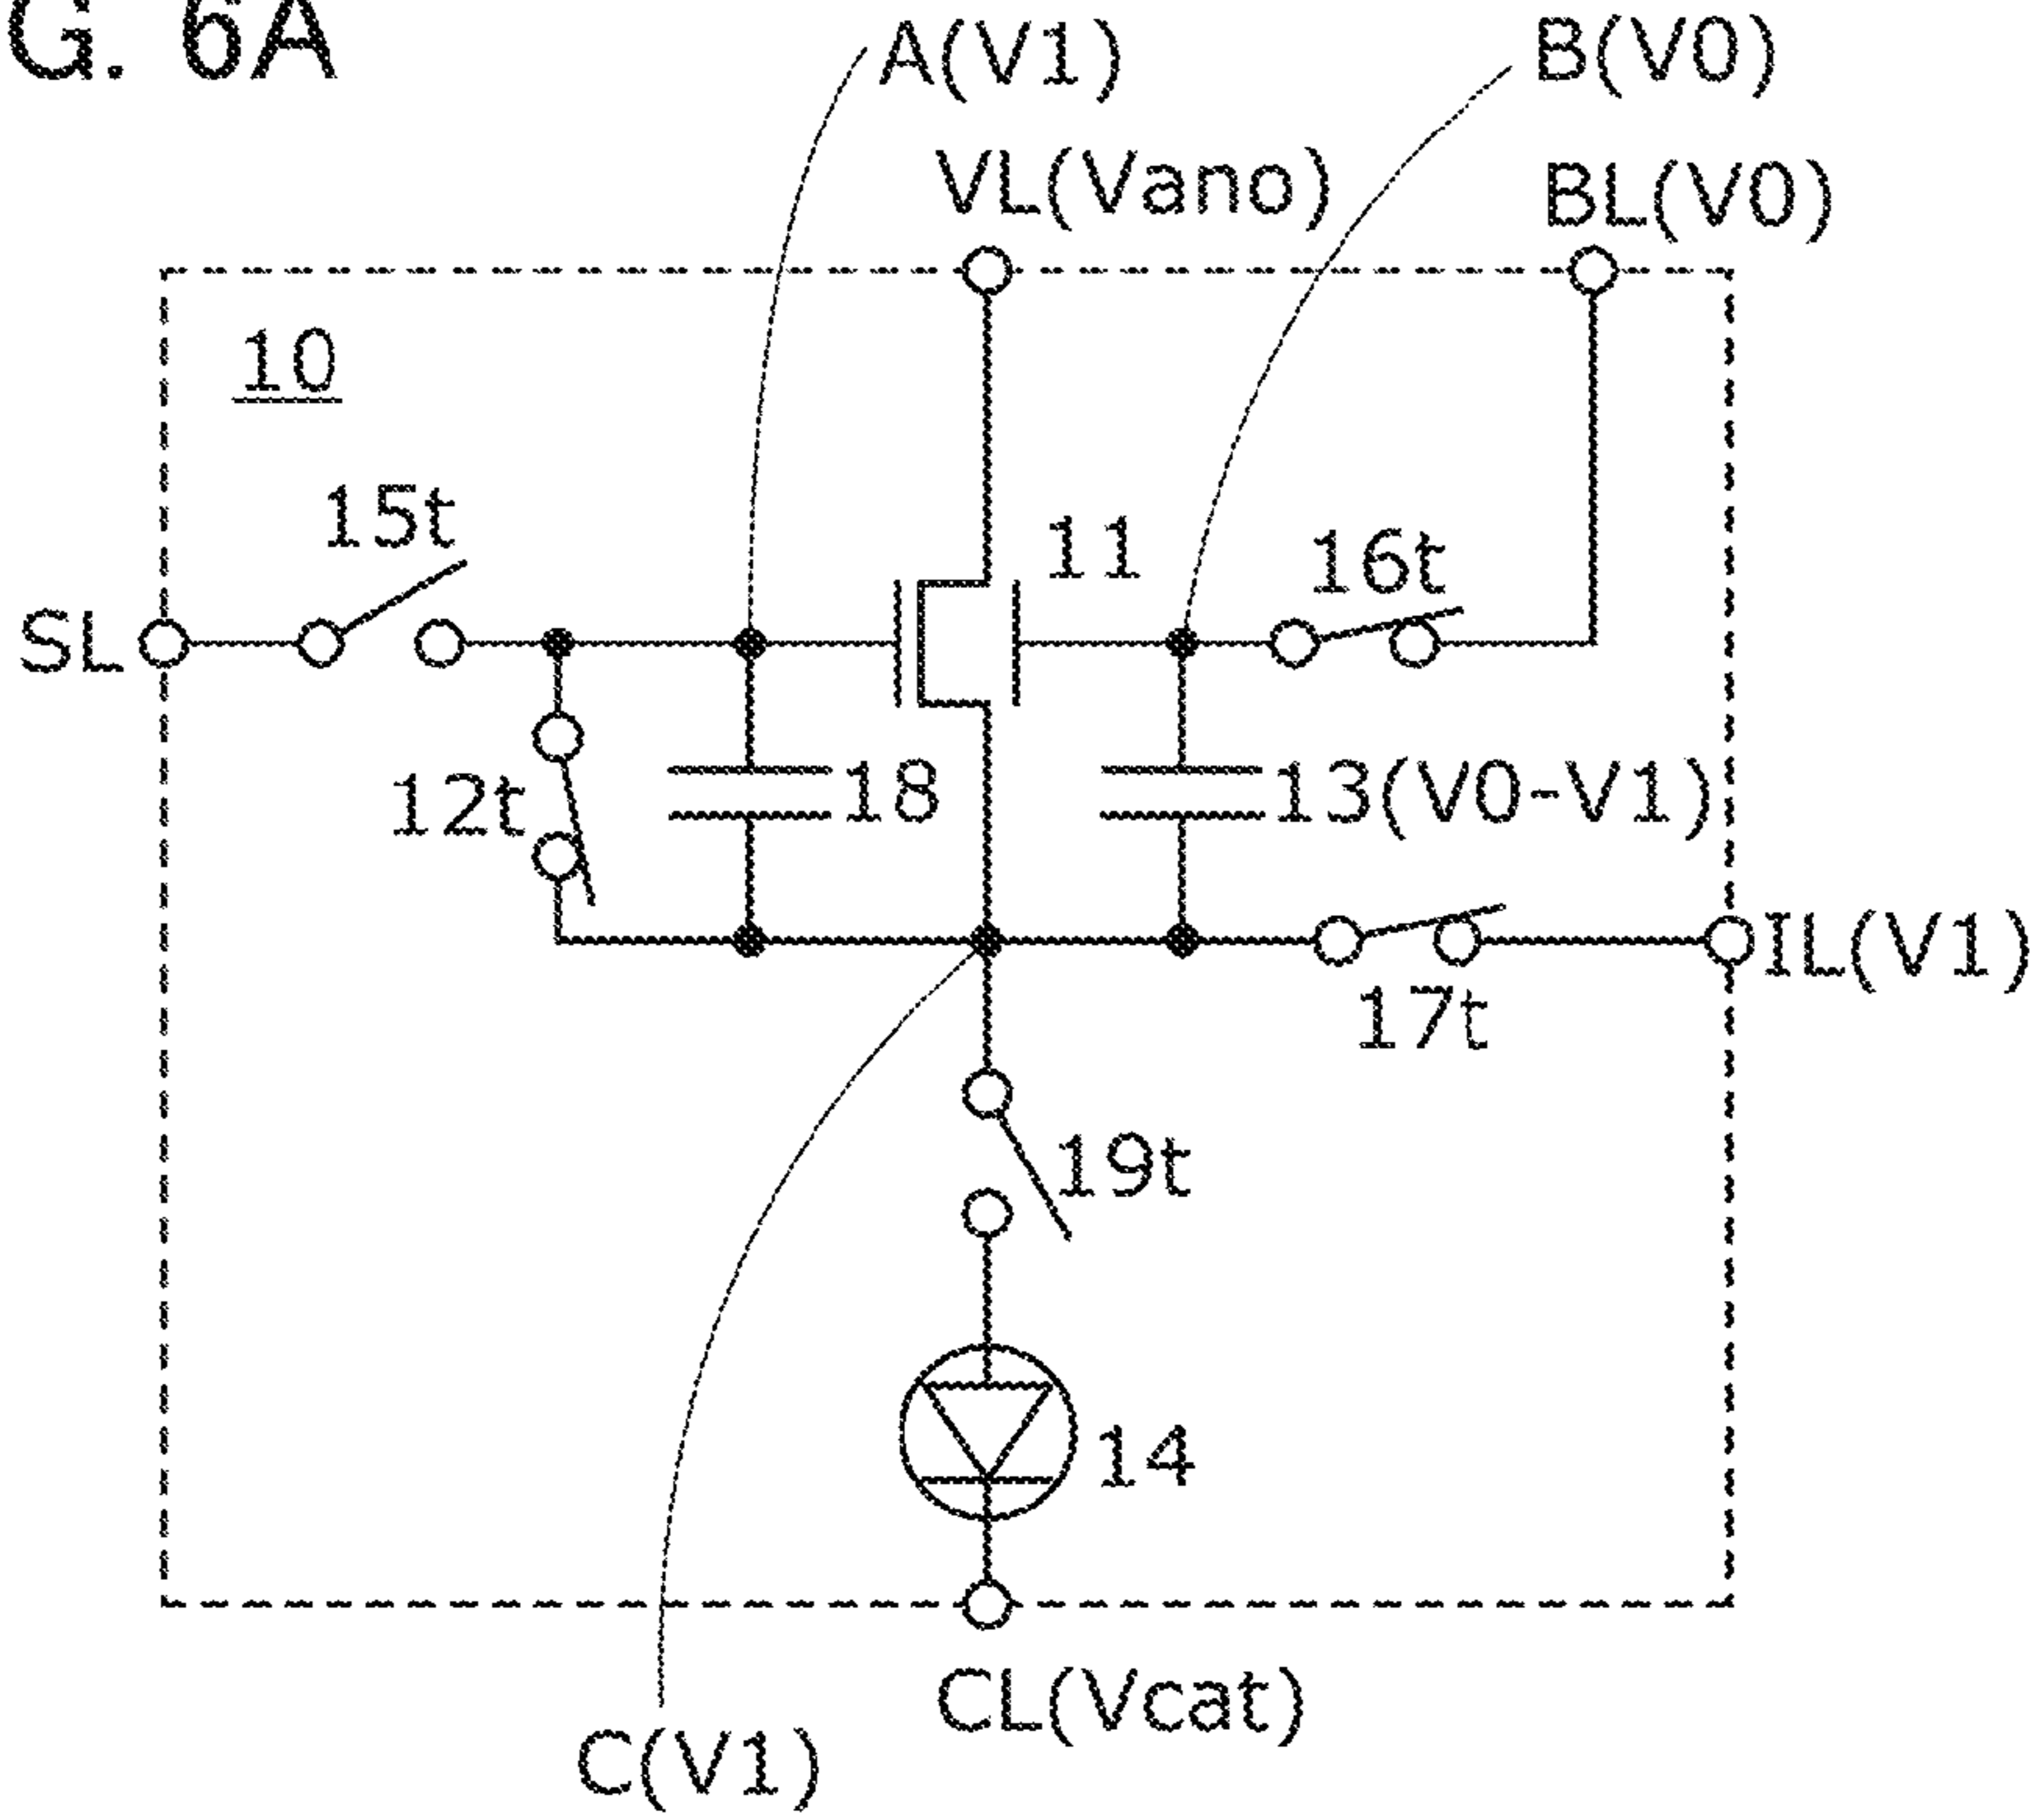 G. 6A
A(V1)
B(V0)
VL(Vano)
BL(V0)
10
15t
11
16t
SL
12t
18
13(V0-V1)
IL(V1)
17t
19t
14
CL(Vcat)
C(V1)